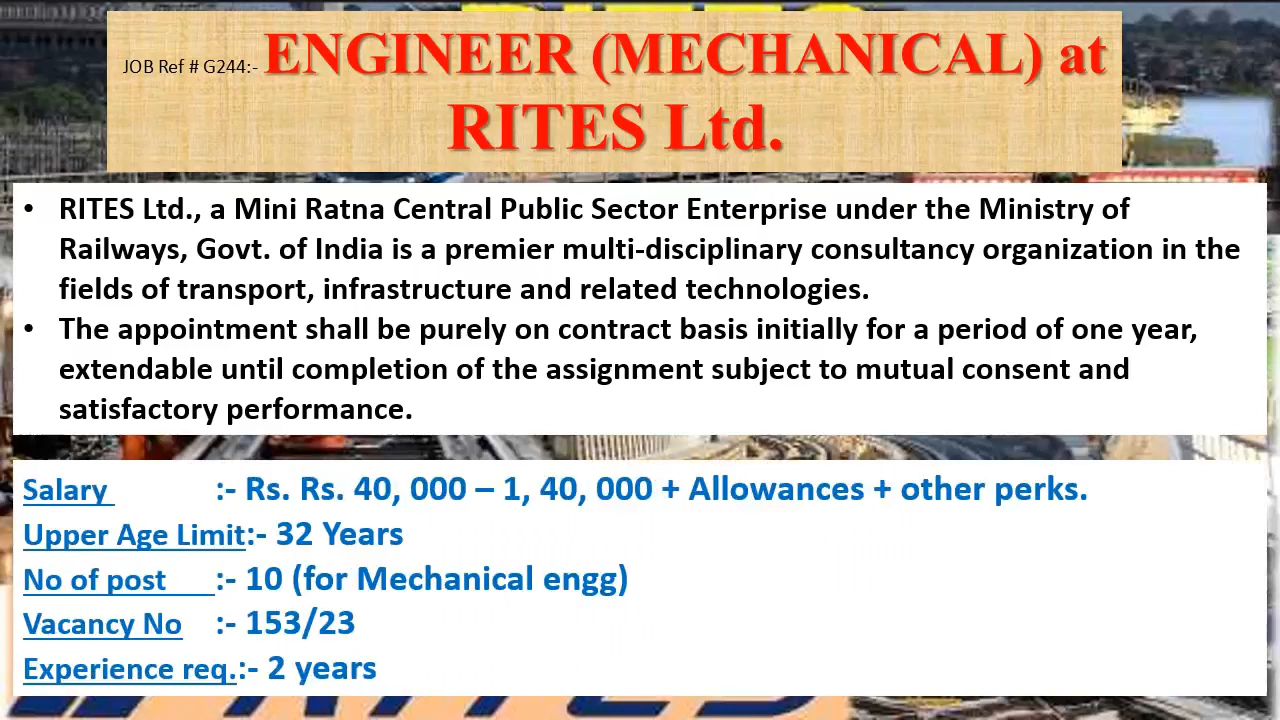 JOB Ref # G244:- ENGINEER (MECHANICAL) at
RITES Ltd.
• RITES Ltd., a Mini Ratna Central Public Sector Enterprise under the Ministry of
Railways, Govt. of India is a premier multi-disciplinary consultancy organization in the
fields of transport, infrastructure and related technologies.
• The appointment shall be purely on contract basis initially for a period of one year,
extendable until completion of the assignment subject to mutual consent and
satisfactory performance.
Salary :- Rs. Rs. 40, 000 – 1, 40, 000 + Allowances + other perks.
Upper Age Limit:- 32 Years
No of post :- 10 (for Mechanical engg)
Vacancy No :- 153/23
Experience req.:- 2 years